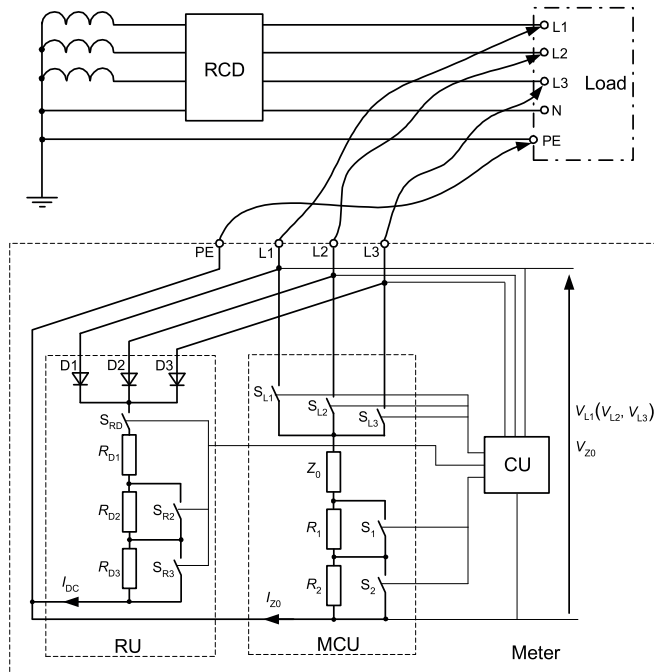 L1
RCD
L2
L3
Load
N
PE
PE
L1
L2
L3
D1
D2
D3
S_L1
S_L2
S_L3
S_RD
V_L1(V_L2, V_L3)
R_D1
Z_0
CU
V_Z0
R_D2
S_R2
R_1
S_1
R_D3
S_R3
R_2
S_2
I_DC
I_Z0
RU
MCU
Meter